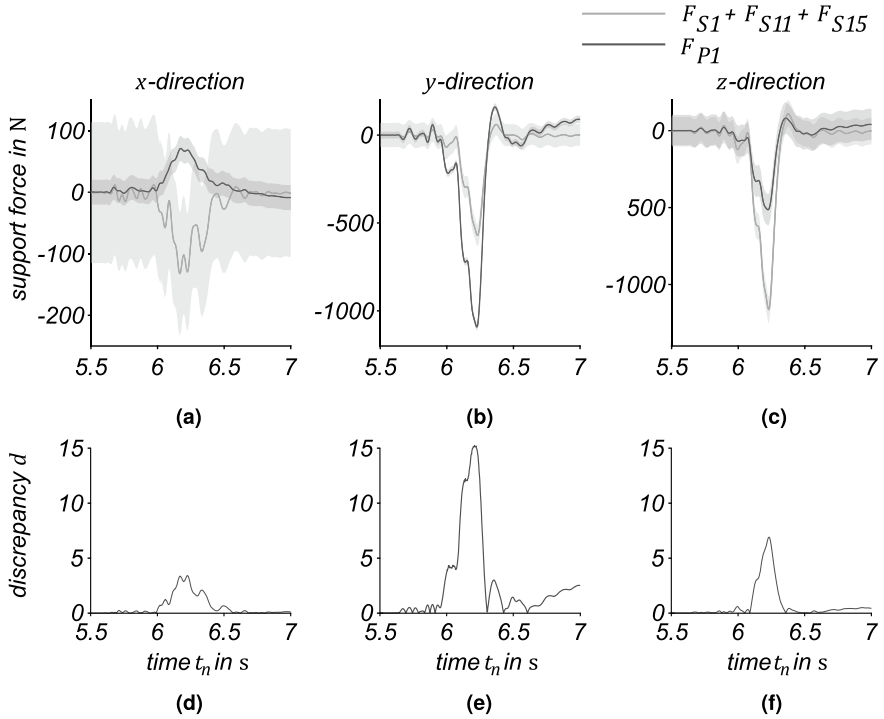 F_S1 + F_S11 + F_S15
F_P1
x-direction
y-direction
z-direction
support force in N
100
0
-100
-200
5.5 6 6.5 7
0
-500
-1000
5.5 6 6.5 7
0
500
-1000
5.5 6 6.5 7
(a)
(b)
(c)
discrepancy d
15
10
5
0
5.5 6 6.5 7
time t_n in s
15
10
5
0
5.5 6 6.5 7
time t_n in s
15
10
5
0
5.5 6 6.5 7
time t_n in s
(d)
(e)
(f)